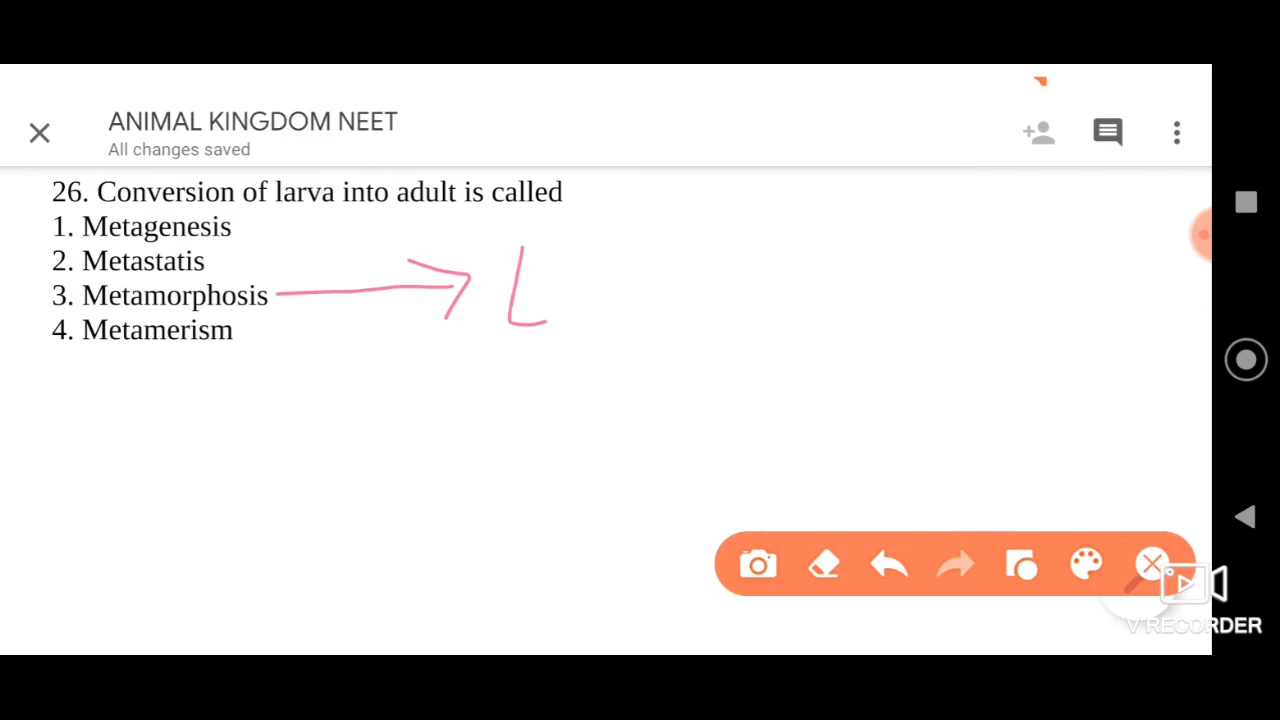 ANIMAL KINGDOM NEET
All changes saved
26. Conversion of larva into adult is called
1. Metagenesis
2. Metastatis
3. Metamorphosis
4. Metamerism
L
V RECORDER